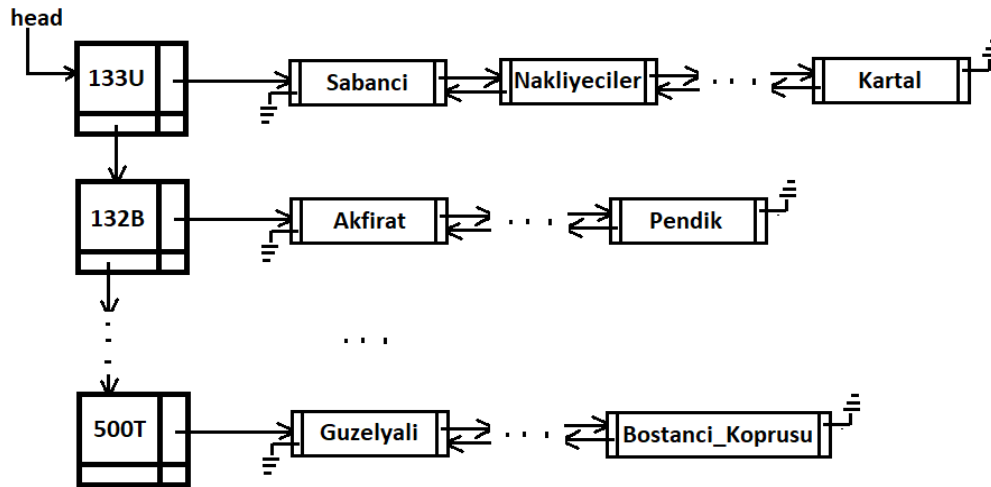 head
133U
Sabanci
Nakliyeciler
. . .
Kartal
132B
Akfirat
. . .
Pendik
. . .
. . .
500T
Guzelyali
. . .
Bostanci_Koprusu